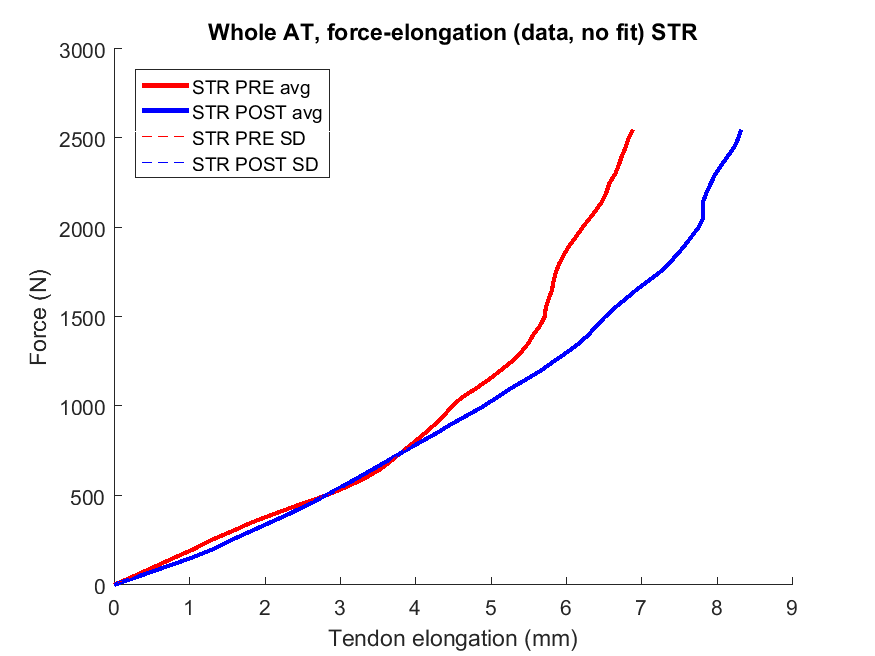 Whole AT, force-elongation (data, no fit) STR
3000
STR PRE avg
STR POST avg
STR PRE SD
STR POST SD
2500
2000
1500
1000
500
0
Force (N)
0 1 2 3 4 5 6 7 8 9
Tendon elongation (mm)